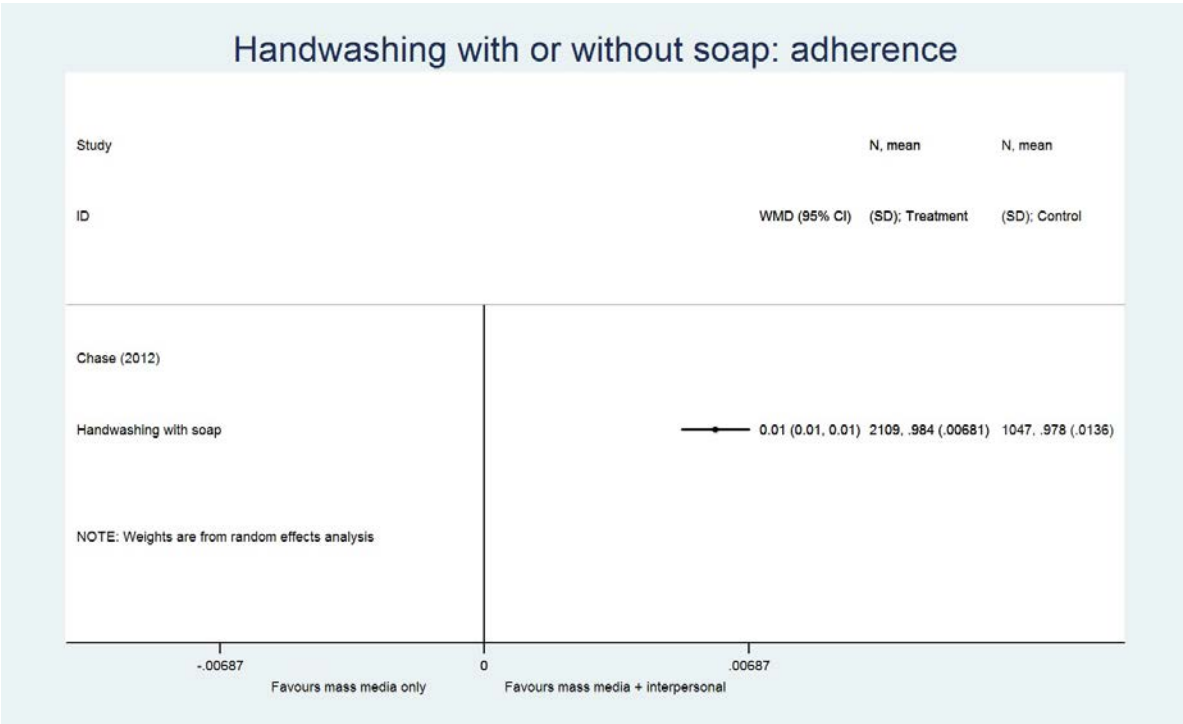 Handwashing with or without soap: adherence
Study N, mean N, mean
ID WMD (95% CI) (SD); Treatment (SD); Control
Chase (2012)
Handwashing with soap 0.01 (0.01, 0.01) 2109, .984 (.00681) 1047, .978 (.0136)
NOTE: Weights are from random effects analysis
-.00687 0 .00687
Favours mass media only Favours mass media + interpersonal